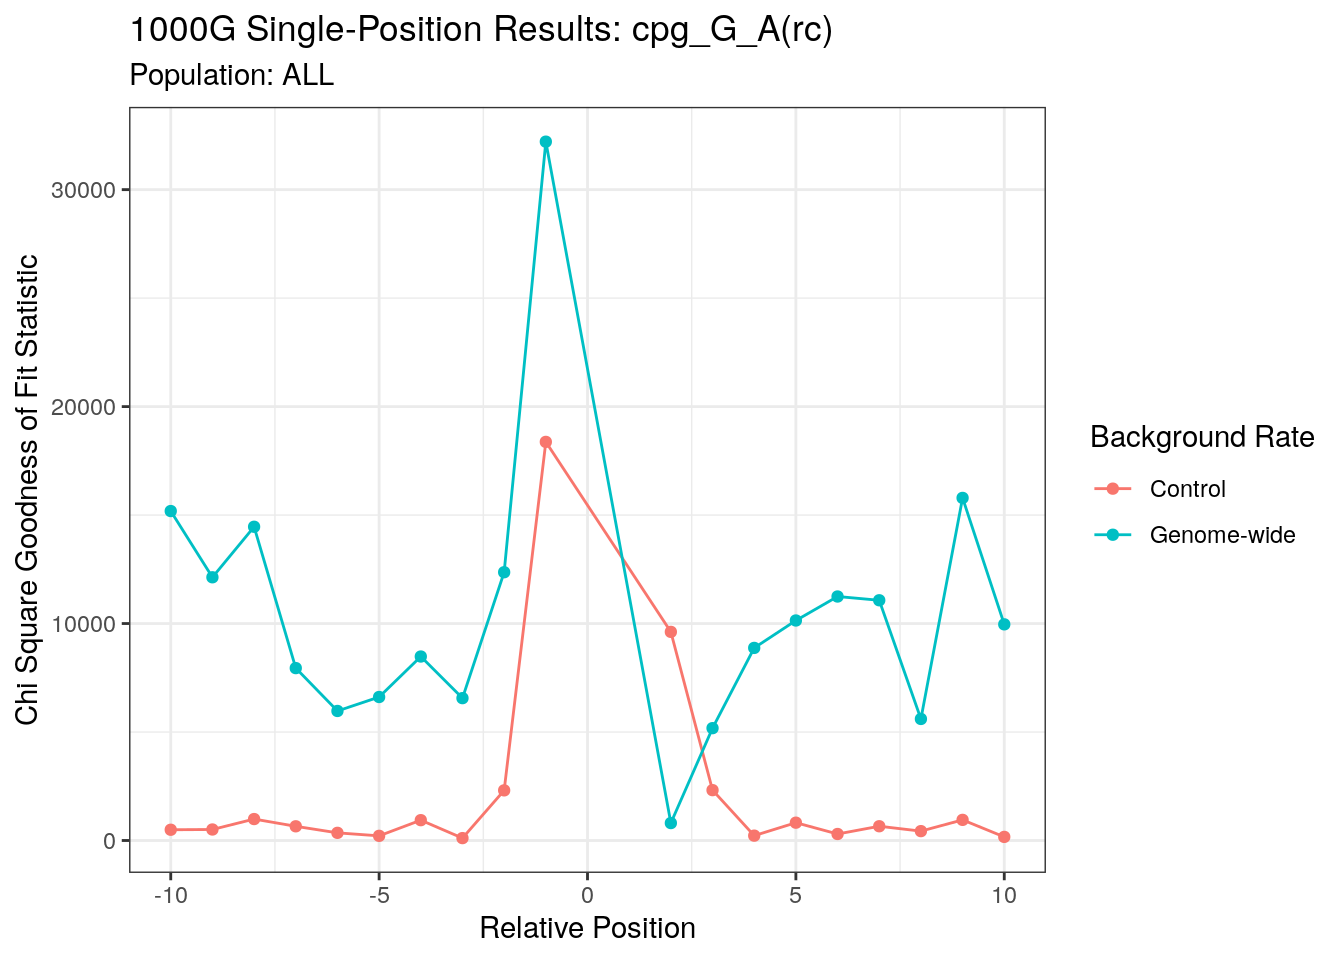 1000G Single-Position Results: cpg_G_A(rc)
Population: ALL
Chi Square Goodness of Fit Statistic
30000
20000
10000
0
-10
-5
0
5
10
Relative Position
Background Rate
Control
Genome-wide